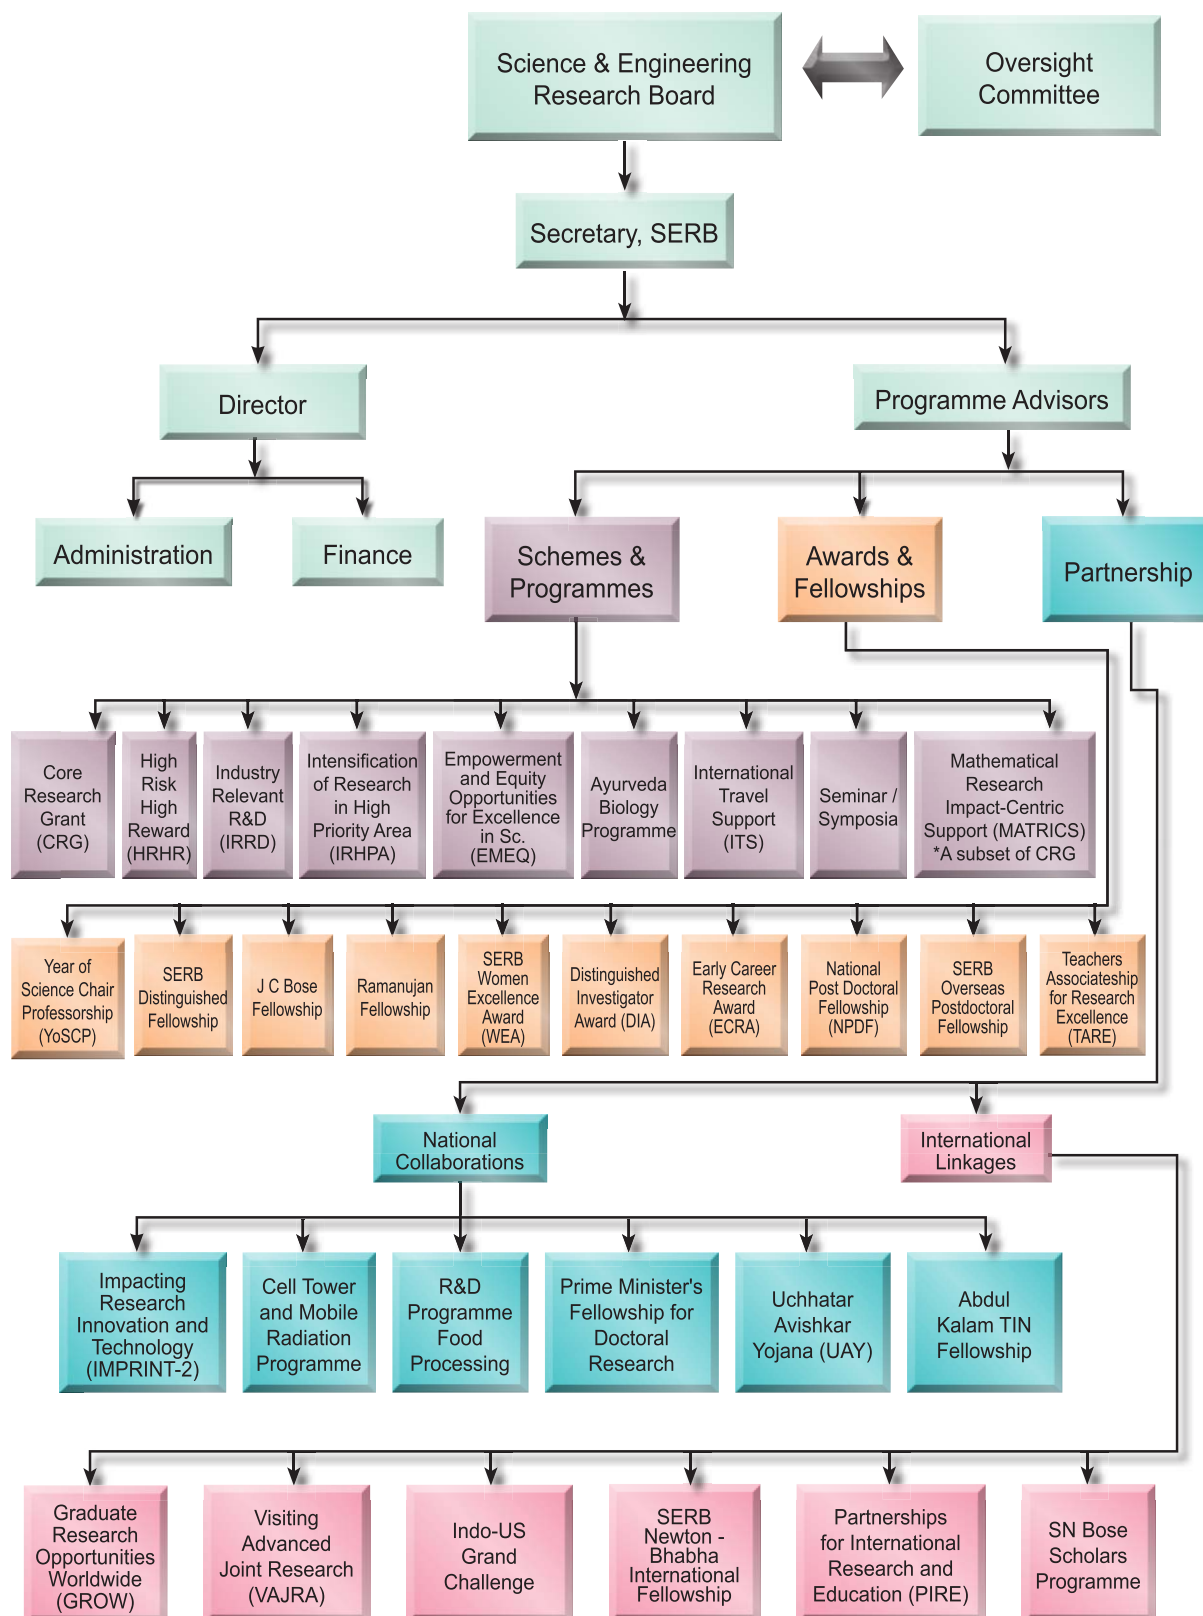 Science & Engineering
Research Board
Oversight
Committee
Secretary, SERB
Director
Programme Advisors
Administration
Finance
Schemes &
Programmes
Awards &
Fellowships
Partnership
Core
Research
Grant
(CRG)
High
Risk
High
Reward
(HRHR)
Industry
Relevant
R&D
(IRRD)
Intensification
of Research
in High
Priority Area
(IRHPA)
Empowerment
and Equity
Opportunities
for Excellence
in Sc.
(EMEQ)
Ayurveda
Biology
Programme
International
Travel
Support
(ITS)
Seminar /
Symposia
Mathematical
Research
Impact-Centric
Support (MATRICS)
*A subset of CRG
Year of
Science Chair
Professorship
(YoSCP)
SERB
Distinguished
Fellowship
J C Bose
Fellowship
Ramanujan
Fellowship
SERB
Women
Excellence
Award
(WEA)
Distinguished
Investigator
Award (DIA)
Early Career
Research
Award
(ECRA)
National
Post Doctoral
Fellowship
(NPDF)
SERB
Overseas
Postdoctoral
Fellowship
Teachers
Associateship
for Research
Excellence
(TARE)
National
Collaborations
International
Linkages
Impacting
Research
Innovation and
Technology
(IMPRINT-2)
Cell Tower
and Mobile
Radiation
Programme
R&D
Programme
Food
Processing
Prime Minister's
Fellowship for
Doctoral
Research
Uchhatar
Avishkar
Yojana (UAY)
Abdul
Kalam TIN
Fellowship
Graduate
Research
Opportunities
Worldwide
(GROW)
Visiting
Advanced
Joint Research
(VAJRA)
Indo-US
Grand
Challenge
SERB
Newton -
Bhabha
International
Fellowship
Partnerships
for International
Research and
Education (PIRE)
SN Bose
Scholars
Programme